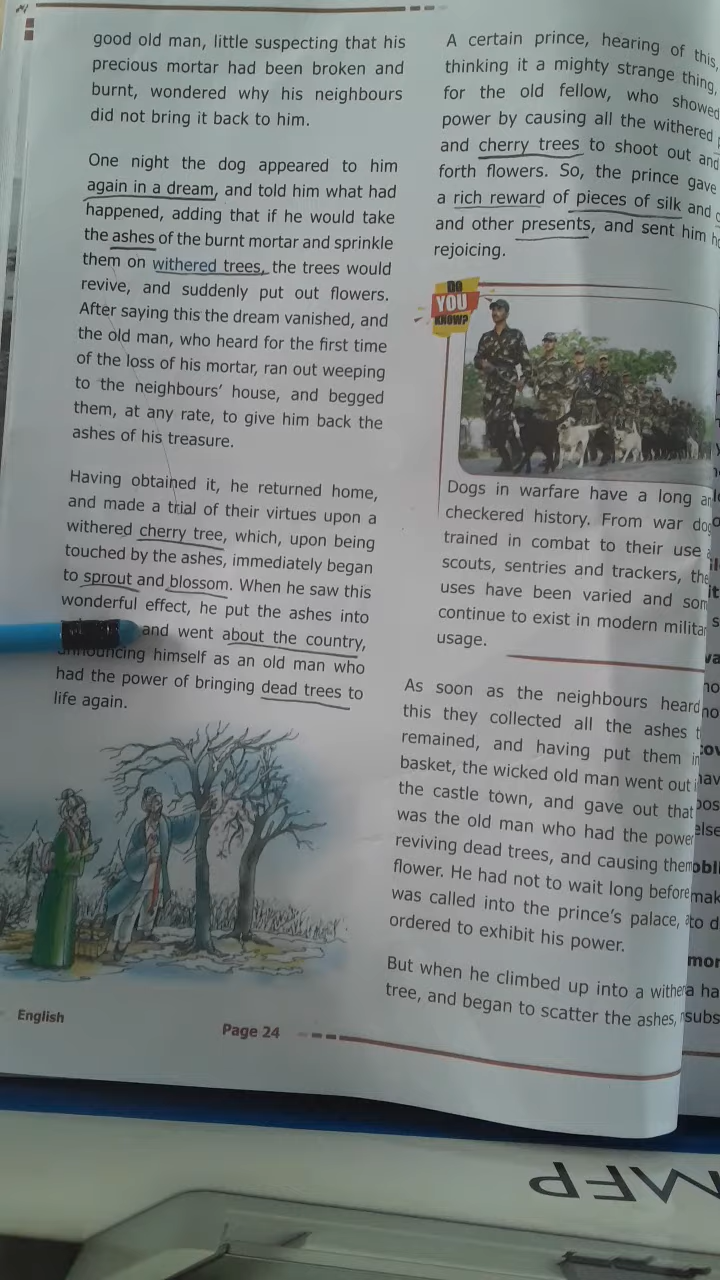 good old man, little suspecting that his
precious mortar had been broken and
burnt, wondered why his neighbours
did not bring it back to him.
One night the dog appeared to him
again in a dream, and told him what had
happened, adding that if he would take
the ashes of the burnt mortar and sprinkle
them on withered trees, the trees would
revive, and suddenly put out flowers.
After saying this the dream vanished, and
the old man, who heard for the first time
of the loss of his mortar, ran out weeping
to the neighbours' house, and begged
them, at any rate, to give him back the
ashes of his treasure.
Having obtained it, he returned home,
and made a trial of their virtues upon a
withered cherry tree, which, upon being
touched by the ashes, immediately began
to sprout and blossom. When he saw this
wonderful effect, he put the ashes into
and went about the country,
announcing himself as an old man who
had the power of bringing dead trees to
life again.
English
Page 24
A certain prince, hearing of this,
thinking it a mighty strange thing,
for the old fellow, who showed
power by causing all the withered
and cherry trees to shoot out and
forth flowers. So, the prince gave
a rich reward of pieces of silk and
and other presents, and sent him
rejoicing.
DO
YOU
KNOW?
Dogs in warfare have a long
checkered history. From war
trained in combat to their use
scouts, sentries and trackers,
uses have been varied and
continue to exist in modern
usage.
As soon as the neighbours heard
this they collected all the ashes
remained, and having put them
basket, the wicked old man went out
the castle town, and gave out that
was the old man who had the power
reviving dead trees, and causing them
flower. He had not to wait long before
was called into the prince's palace,
ordered to exhibit his power.
But when he climbed up into a
tree, and began to scatter the ashes,
MFP